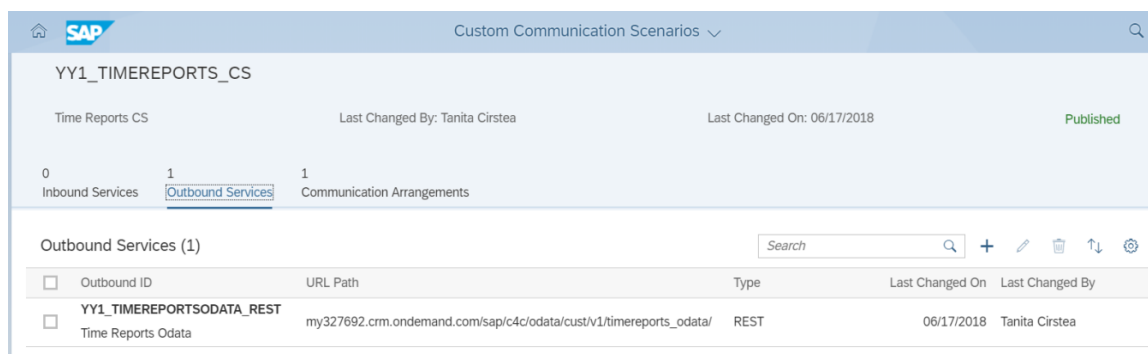 SAP
Custom Communication Scenarios
YY1_TIMEREPORTS_CS
Time Reports CS
Last Changed By: Tanita Cirstea
Last Changed On: 06/17/2018
Published
0
1
1
Inbound Services
Outbound Services
Communication Arrangements
Outbound Services (1)
Search
Outbound ID
URL Path
Type
Last Changed On
Last Changed By
YY1_TIMEREPORTSODATA_REST
Time Reports Odata
my327692.crm.ondemand.com/sap/c4c/odata/cust/v1/timereports_odata/
REST
06/17/2018
Tanita Cirstea